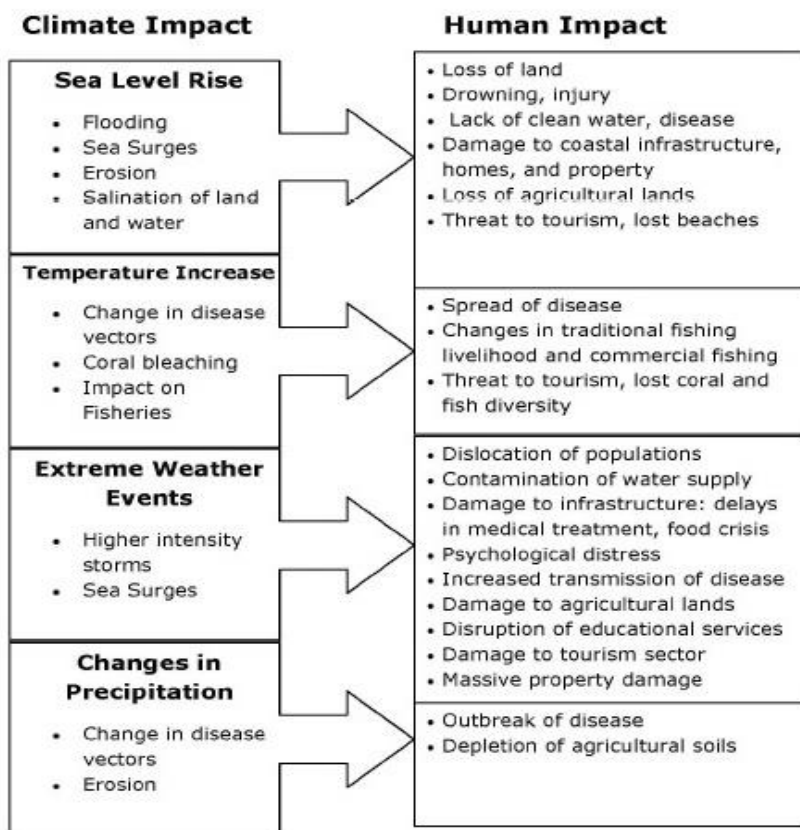 Climate Impact
Human Impact
Sea Level Rise
• Flooding
• Sea Surges
• Erosion
• Salination of land
and water
• Loss of land
• Drowning, injury
• Lack of clean water, disease
• Damage to coastal infrastructure,
homes, and property
• Loss of agricultural lands
• Threat to tourism, lost beaches
Temperature Increase
• Change in disease
vectors
• Coral bleaching
• Impact on
Fisheries
• Spread of disease
• Changes in traditional fishing
livelihood and commercial fishing
• Threat to tourism, lost coral and
fish diversity
Extreme Weather
Events
• Higher intensity
storms
• Sea Surges
• Dislocation of populations
• Contamination of water supply
• Damage to infrastructure: delays
in medical treatment, food crisis
• Psychological distress
• Increased transmission of disease
• Damage to agricultural lands
• Disruption of educational services
• Damage to tourism sector
• Massive property damage
Changes in
Precipitation
• Change in disease
vectors
• Erosion
• Outbreak of disease
• Depletion of agricultural soils